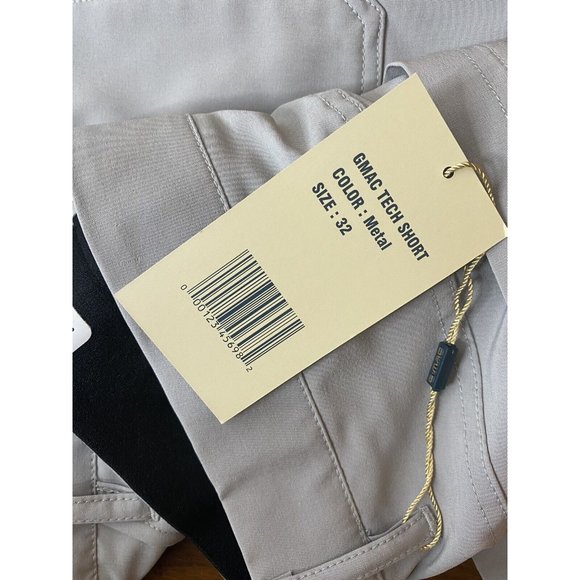 GMAC TECH SHORT
COLOR : Metal
SIZE : 32
0 00123 45698 2